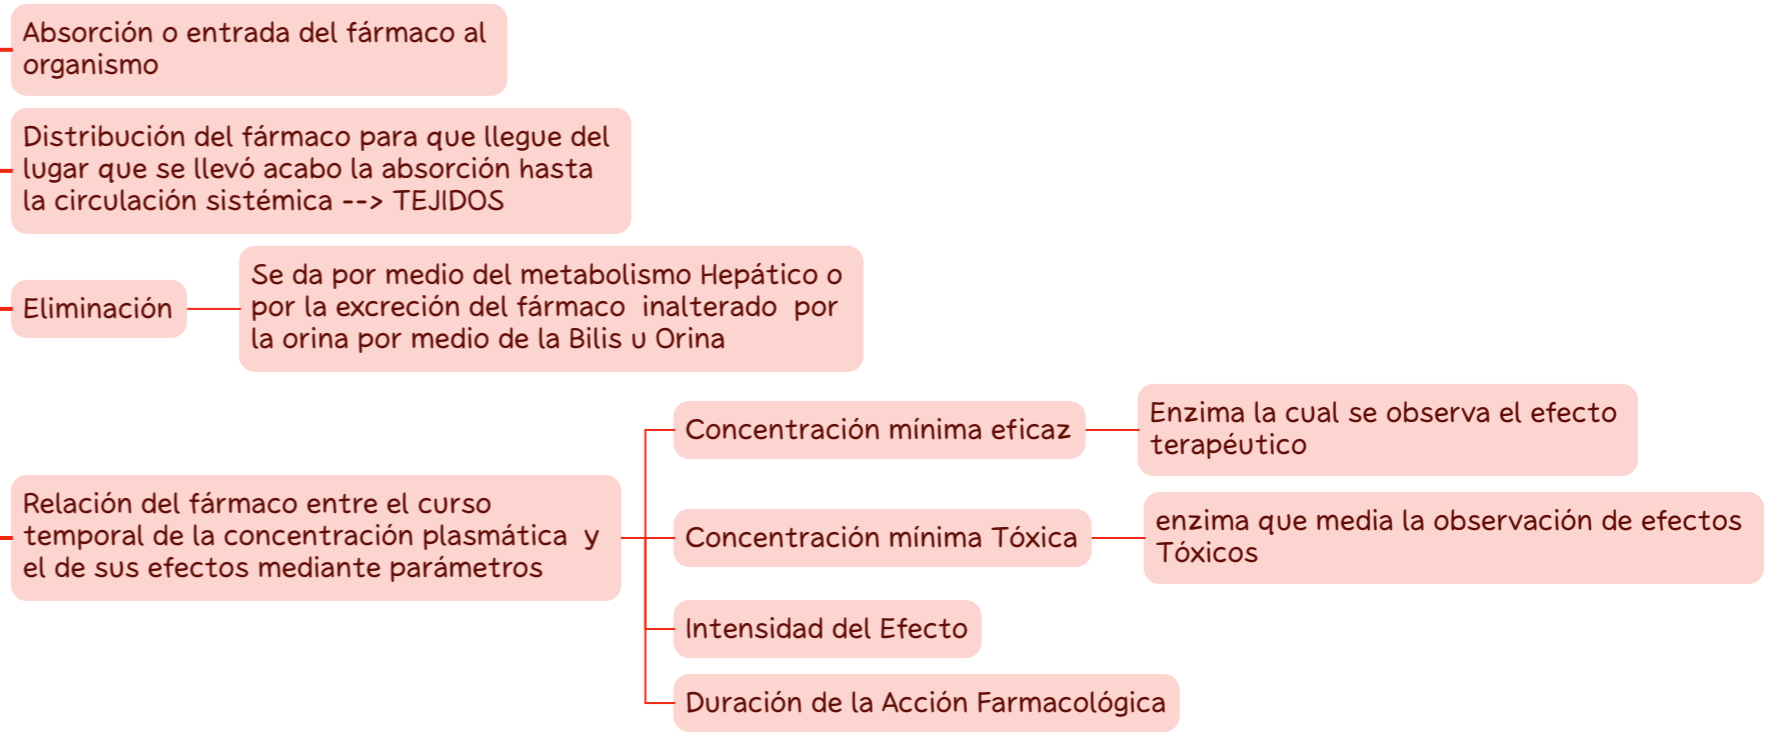 Absorción o entrada del fármaco al
organismo
Distribución del fármaco para que llegue del
lugar que se llevó acabo la absorción hasta
la circulación sistémica --> TEJIDOS
Eliminación
Se da por medio del metabolismo Hepático o
por la excreción del fármaco  inalterado  por
la orina por medio de la Bilis u Orina
Relación del fármaco entre el curso
temporal de la concentración plasmática  y
el de sus efectos mediante parámetros
Concentración mínima eficaz
Enzima la cual se observa el efecto
terapéutico
Concentración mínima Tóxica
enzima que media la observación de efectos
Tóxicos
Intensidad del Efecto
Duración de la Acción Farmacológica